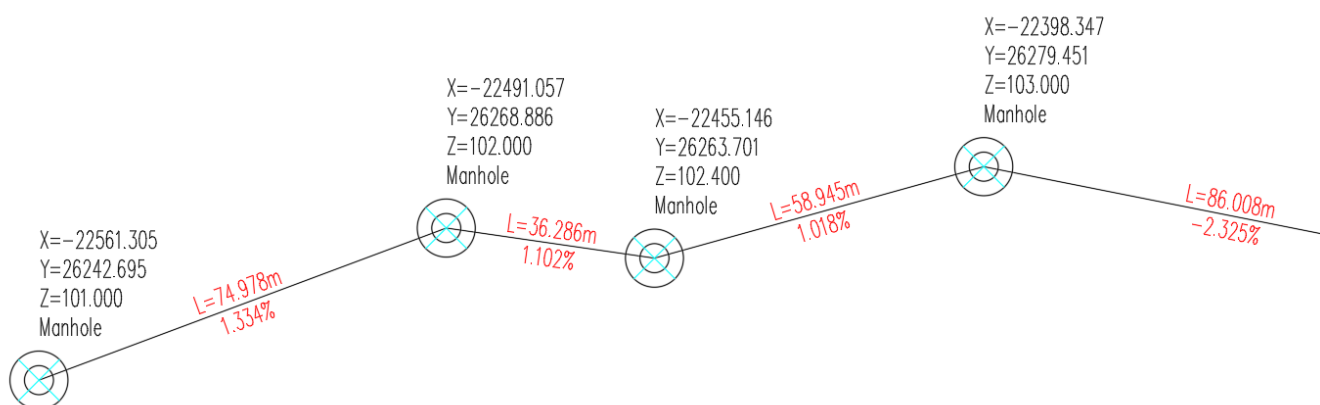 X=-22398.347
Y=26279.451
Z=103.000
Manhole
X=-22491.057
Y=26268.886
Z=102.000
Manhole
X=-22455.146
Y=26263.701
Z=102.400
Manhole
L=58.945m
1.018%
L=86.008m
-2.325%
L=36.286m
1.102%
X=-22561.305
Y=26242.695
Z=101.000
Manhole
L=74.978m
1.334%